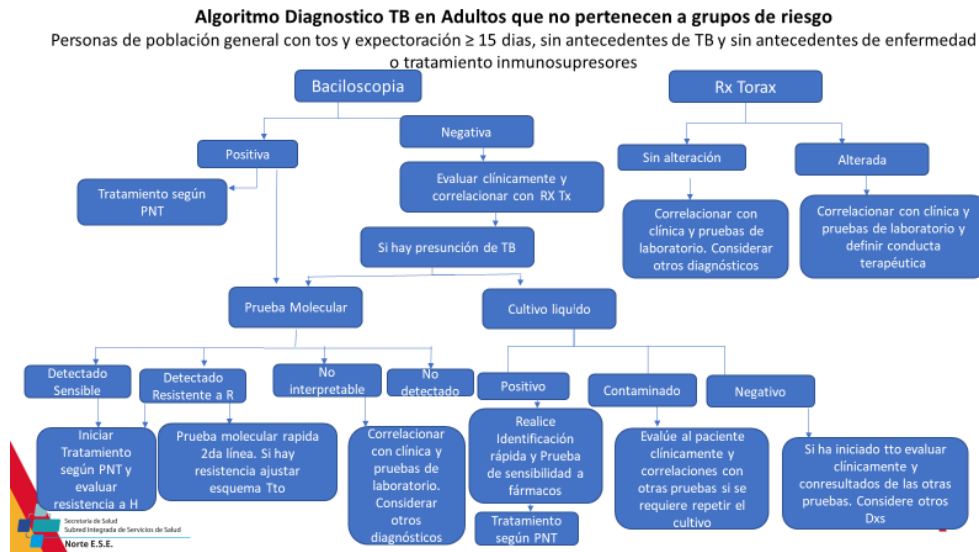 Algoritmo Diagnostico TB en Adultos que no pertenecen a grupos de riesgo
Personas de población general con tos y expectoración ≥ 15 dias, sin antecedentes de TB y sin antecedentes de enfermedad
o tratamiento inmunosupresores
Baciloscopia
Rx Torax
Positiva
Negativa
Sin alteración
Alterada
Tratamiento según
PNT
Evaluar clínicamente y
correlacionar con RX Tx
Correlacionar con
clínica y pruebas de
laboratorio. Considerar
otros diagnósticos
Correlacionar con clínica y
pruebas de laboratorio y
definir conducta
terapéutica
Si hay presunción de TB
Prueba Molecular
Cultivo liquido
Detectado
Sensible
Detectado
Resistente a R
No
interpretable
No
detectado
Positivo
Contaminado
Negativo
Iniciar
Tratamiento
según PNT y
evaluar
resistencia a H
Prueba molecular rapida
2da línea. Si hay
resistencia ajustar
esquema Tto
Correlacionar
con clínica y
pruebas de
laboratorio.
Considerar
otros
diagnósticos
Realice
Identificación
rápida y Prueba
de sensibilidad a
fármacos
Tratamiento
según PNT
Evalúe al paciente
clínicamente y
correlaciones con
otras pruebas si se
requiere repetir el
cultivo
Si ha iniciado tto evaluar
clínicamente y
conresultados de las otras
pruebas. Considere otros
Dxs
Secretaría de Salud
Subred Integrada de Servicios de Salud
Norte E.S.E.